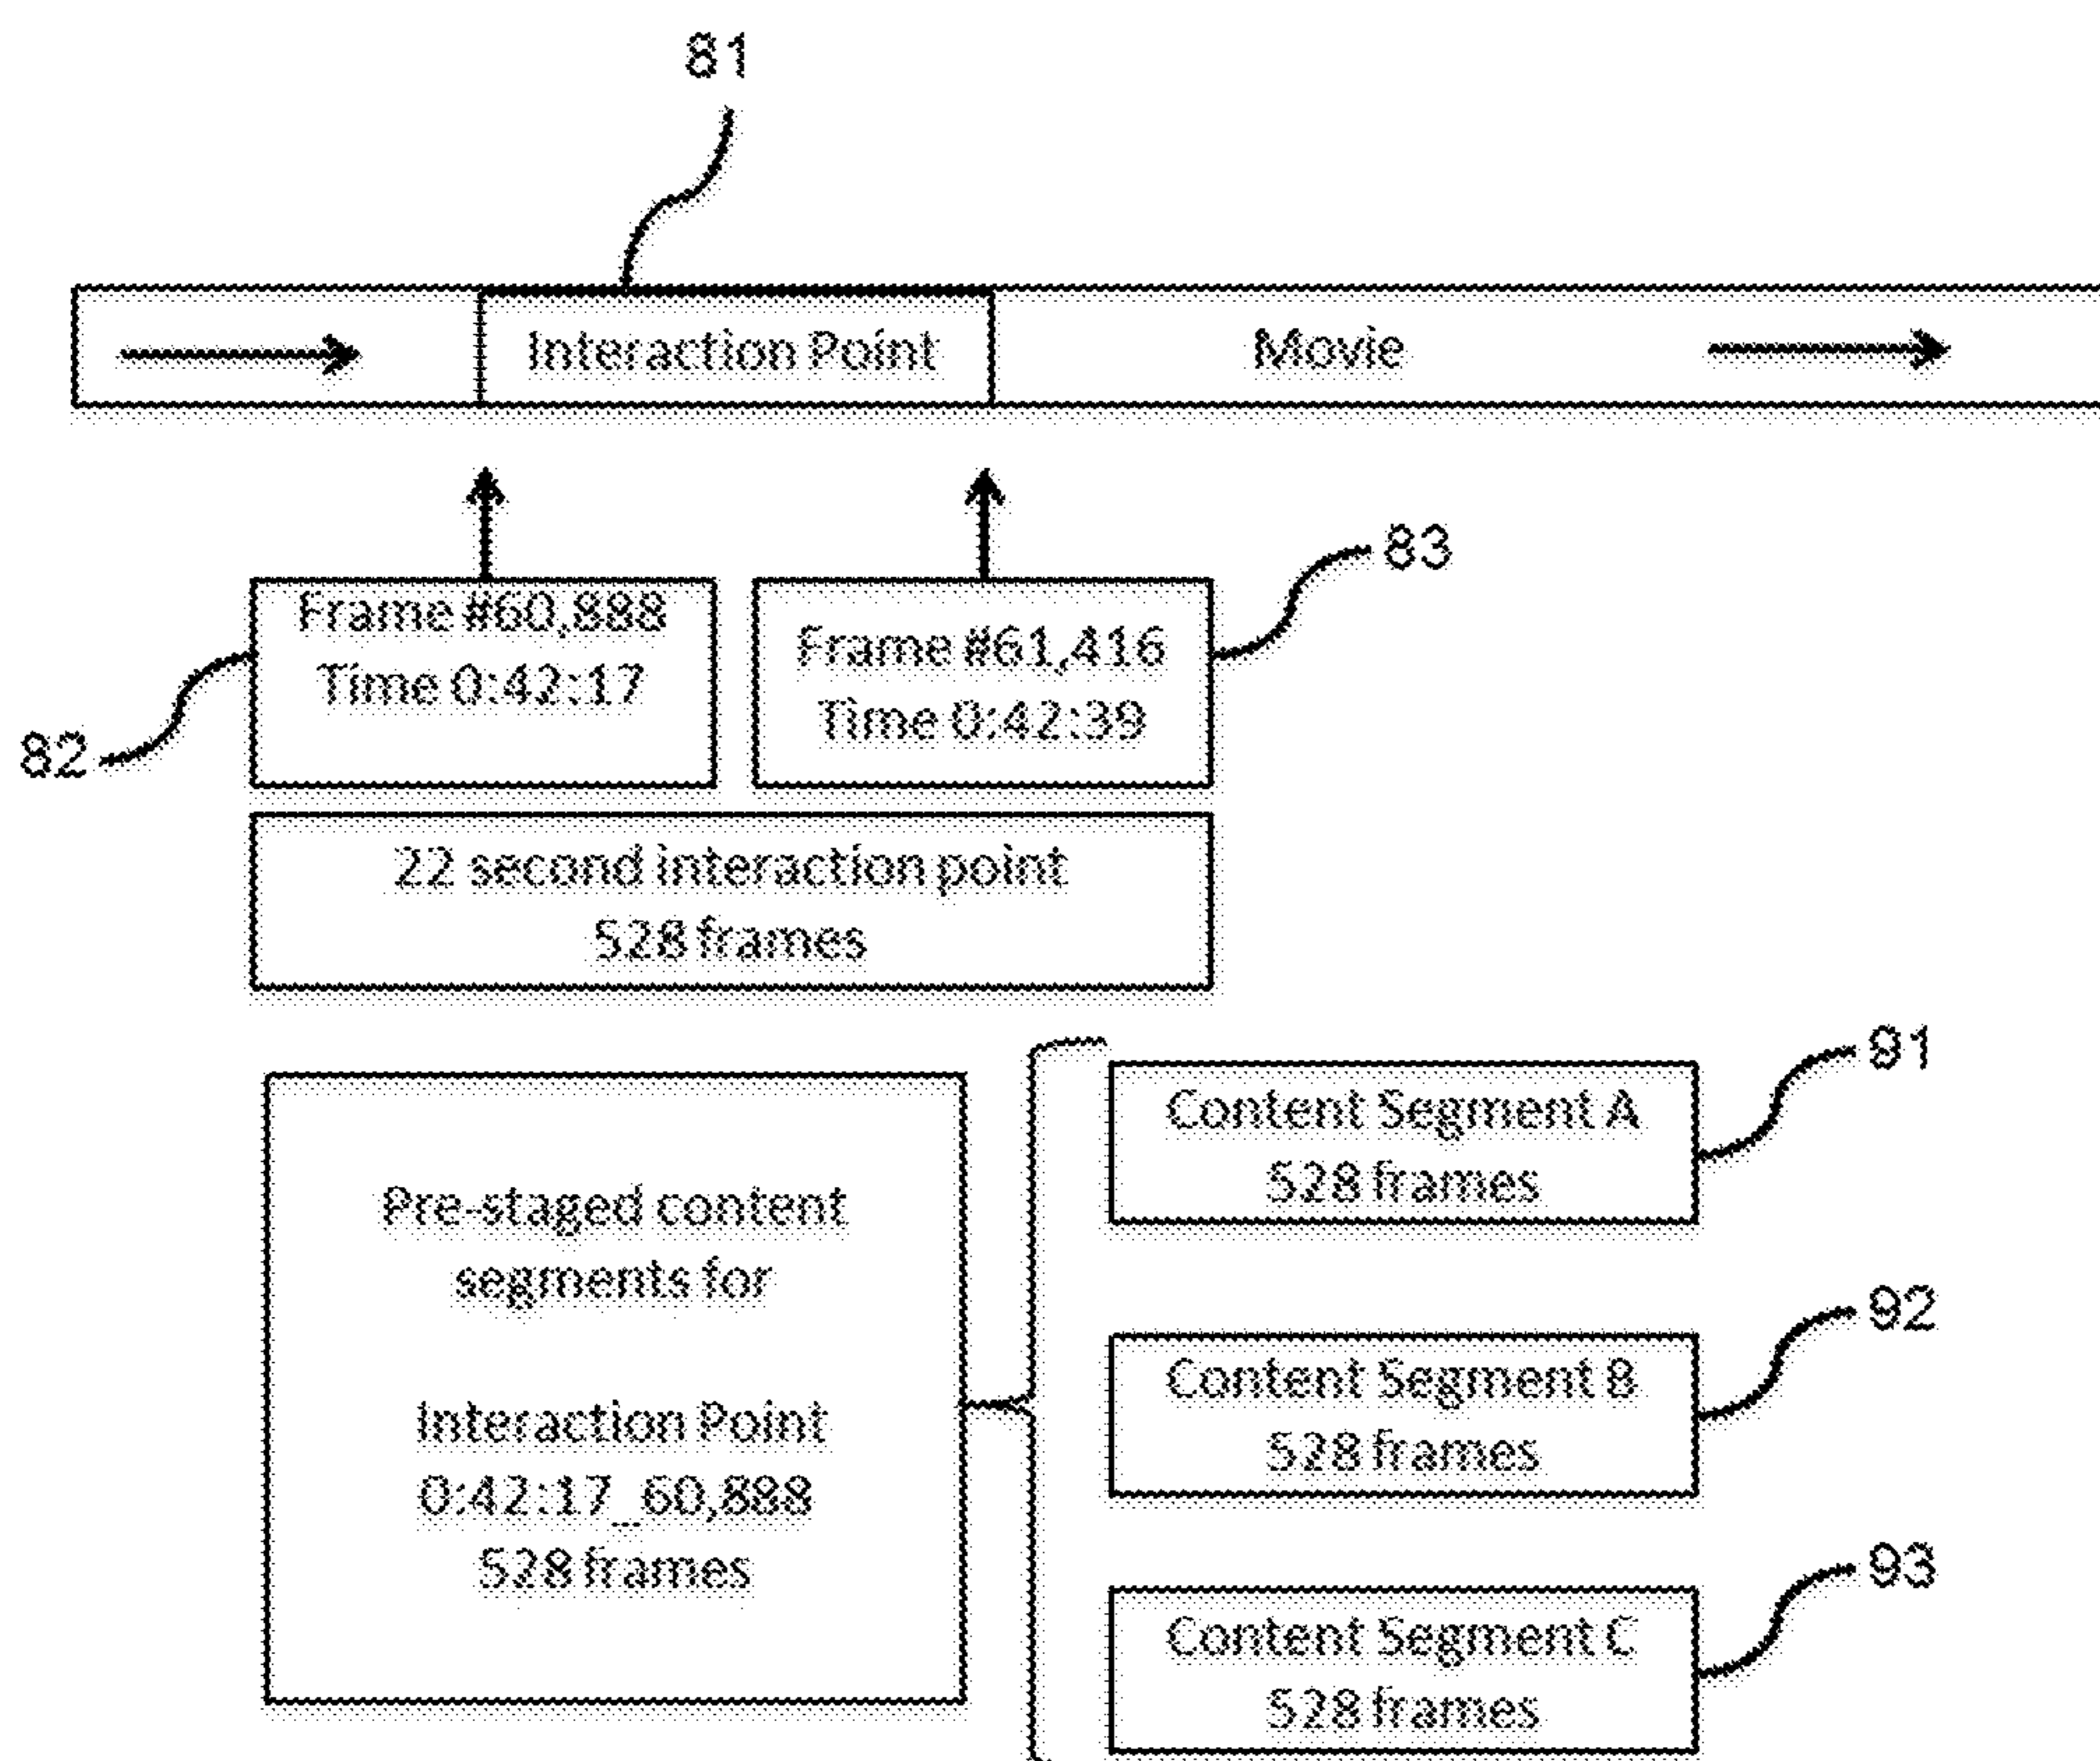 81
Interaction Point
Movie
Frame #60,888
Time 0:42:17
82
Frame #61,416
Time 0:42:39
83
22 second interaction point
528 frames
Pre-staged content
segments for
Interaction Point
0:42:17_60,888
528 frames
Content Segment A
528 frames
91
Content Segment B
528 frames
92
Content Segment C
528 frames
93